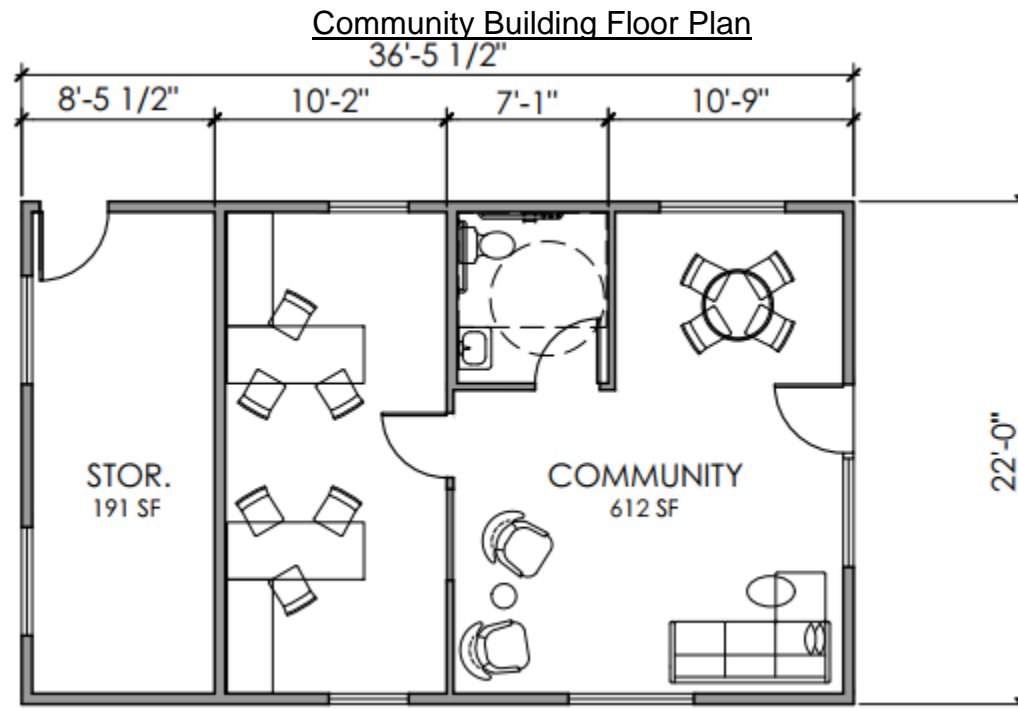 Community Building Floor Plan
36'-5 1/2"
8'-5 1/2"
10'-2"
7'-1"
10'-9"
22'-0"
STOR.
191 SF
COMMUNITY
612 SF